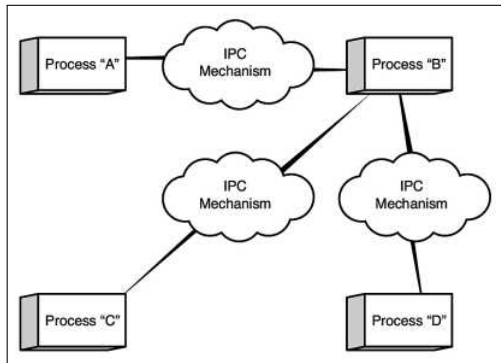 IPC
Mechanism
Process “A”
Process “B”
IPC
Mechanism
IPC
Mechanism
Process “C”
Process “D”